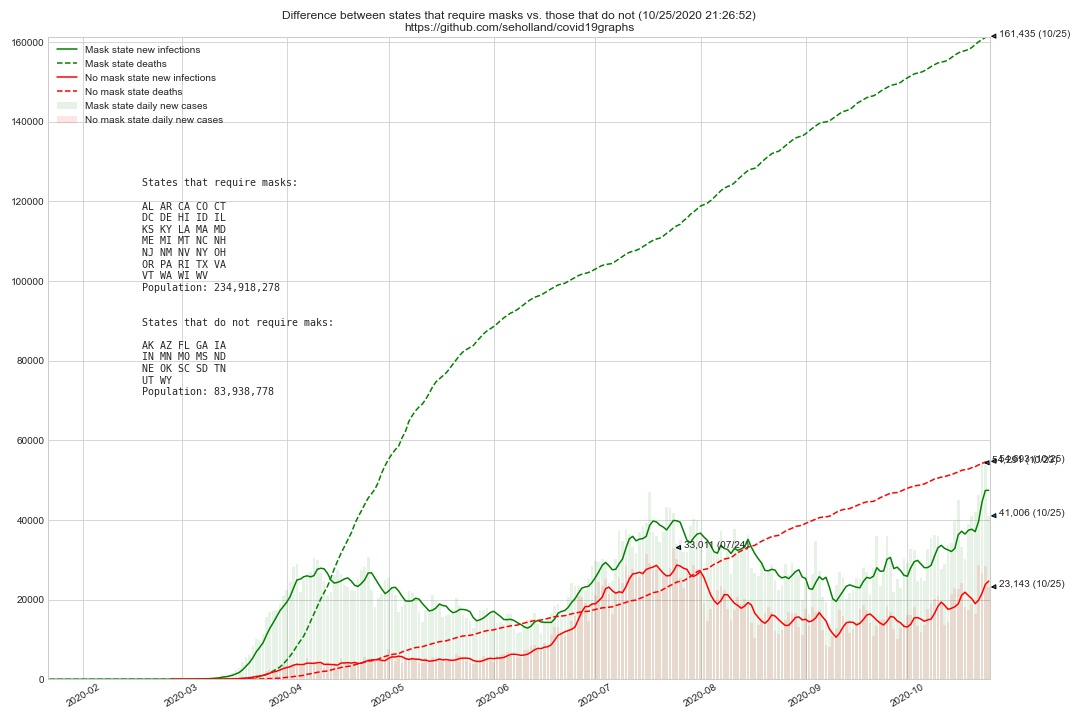 Difference between states that require masks vs. those that do not (10/25/2020 21:26:52)
https://github.com/seholland/covid19graphs
Mask state new infections
Mask state deaths
No mask state new infections
No mask state deaths
Mask state daily new cases
No mask state daily new cases
States that require masks:
AL AR CA CO CT
DC DE HI ID IL
KS KY LA MA MD
ME MI MT NC NH
NJ NM NV NY OH
OR PA RI TX VA
VT WA WI WV
Population: 234,918,278
States that do not require maks:
AK AZ FL GA IA
IN MN MO MS ND
NE OK SC SD TN
UT WY
Population: 83,938,778
160000
140000
120000
100000
80000
60000
40000
20000
0
161,435 (10/25)
41,006 (10/25)
33,011 (07/24)
23,143 (10/25)
2020-02
2020-03
2020-04
2020-05
2020-06
2020-07
2020-08
2020-09
2020-10